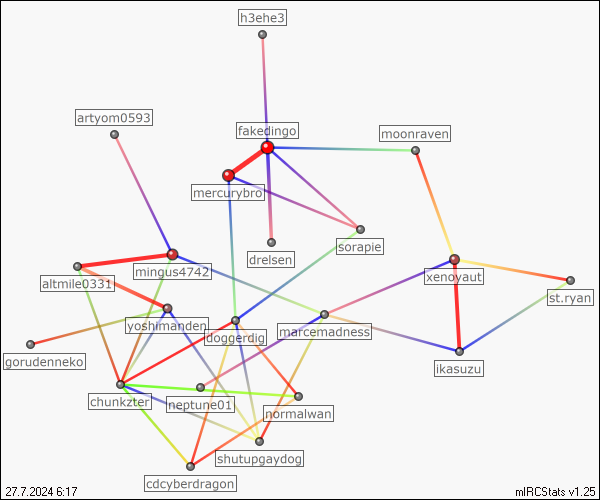 h3ehe3
artyom0593
fakedingo
moonraven
mercurybro
sorapie
drelsen
mingus4742
xenoyaut
altmile0331
st.ryan
yoshimanden
doggerdig
marcemadness
gorudenneko
ikasuzu
chunkzter
neptune01
normalwan
shutupgaydog
cdcyberdragon
27.7.2024 6:17
mIRCStats v1.25